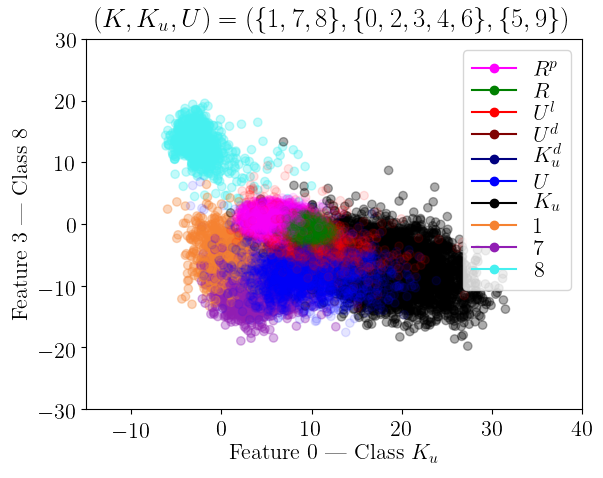 (K, K_u, U) = ({1, 7, 8}, {0, 2, 3, 4, 6}, {5, 9})
30
20
10
0
−10
−20
−30
−10
0
10
20
30
40
Feature 3 — Class 8
Feature 0 — Class K_u
R^p
R
U^l
U^d
K_u^d
U
K_u
1
7
8